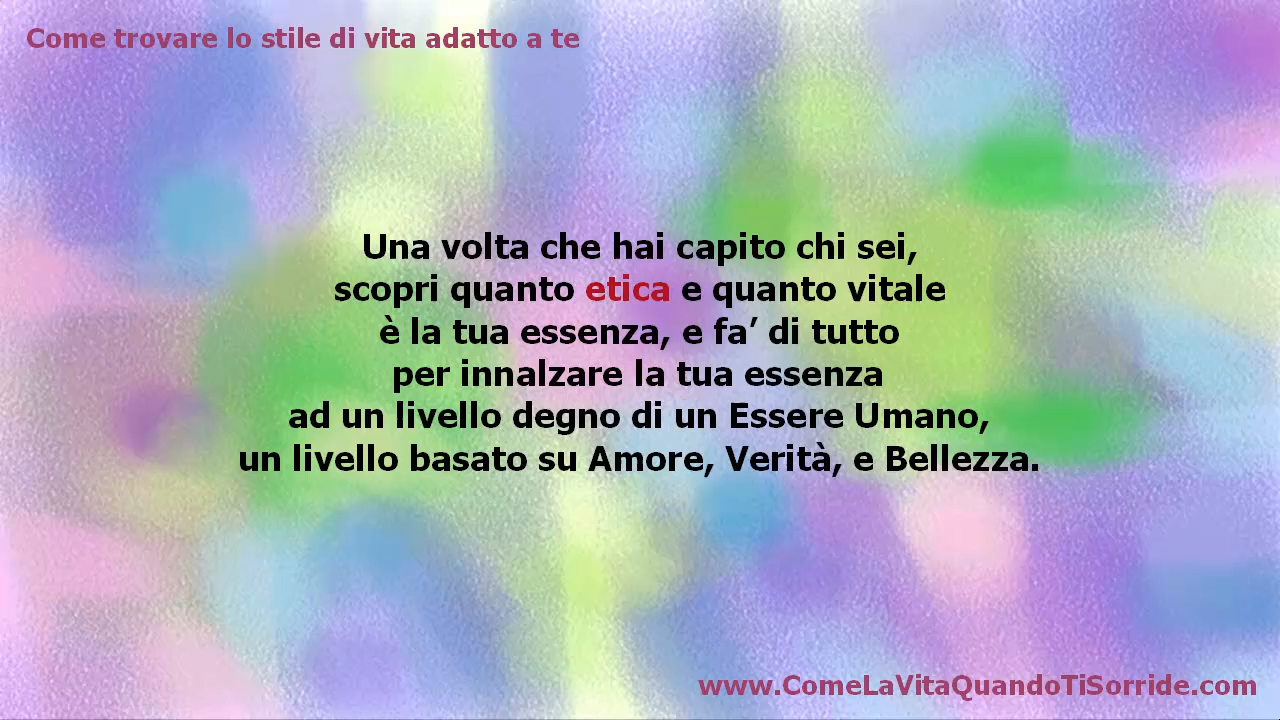 Come trovare lo stile di vita adatto a te
Una volta che hai capito chi sei,
scopri quanto etica e quanto vitale
è la tua essenza, e fa’ di tutto
per innalzare la tua essenza
ad un livello degno di un Essere Umano,
un livello basato su Amore, Verità, e Bellezza.
www.ComeLaVitaQuandoTiSorride.com